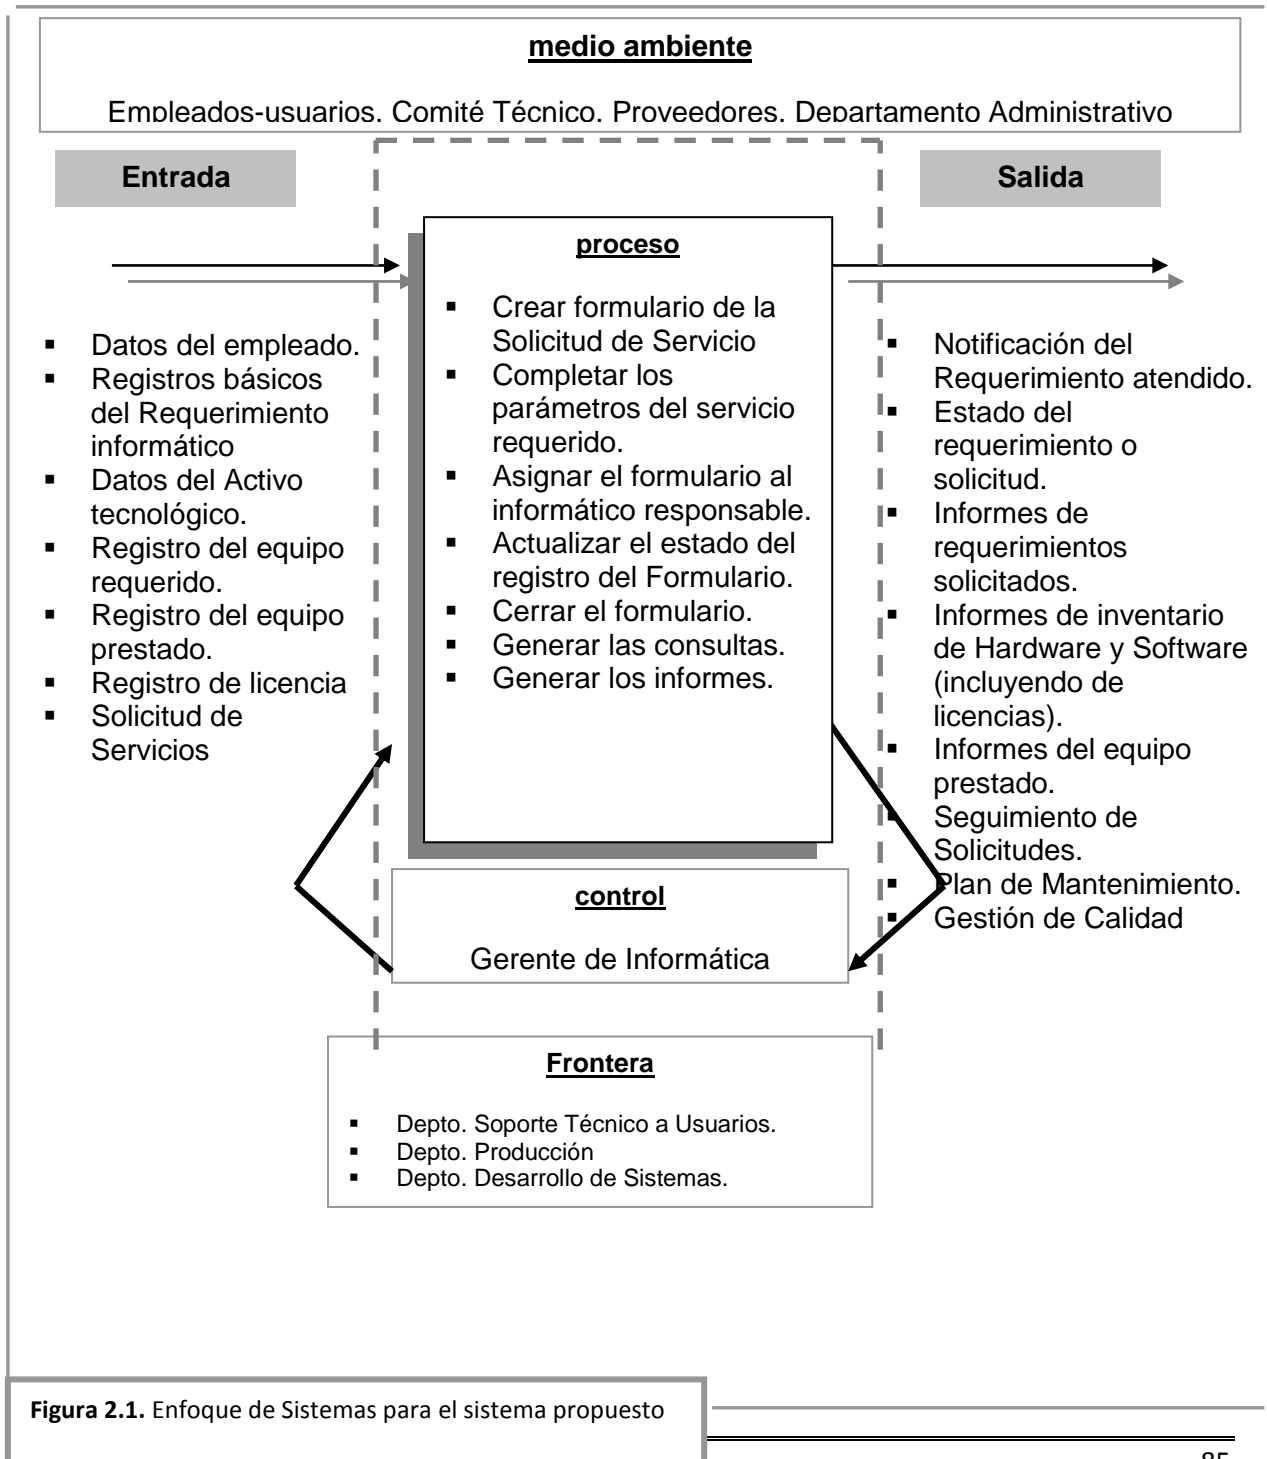 medio ambiente
Empleados-usuarios. Comité Técnico. Proveedores. Departamento Administrativo
Entrada
Datos del empleado.
Registros básicos
del Requerimiento
informático
Datos del Activo
tecnológico.
Registro del equipo
requerido.
Registro del equipo
prestado.
Registro de licencia
Solicitud de
Servicios
proceso
Crear formulario de la
Solicitud de Servicio
Completar los
parámetros del servicio
requerido.
Asignar el formulario al
informático responsable.
Actualizar el estado del
registro del Formulario.
Cerrar el formulario.
Generar las consultas.
Generar los informes.
Salida
Notificación del
Requerimiento atendido.
Estado del
requerimiento o
solicitud.
Informes de
requerimientos
solicitados.
Informes de inventario
de Hardware y Software
(incluyendo de
licencias).
Informes del equipo
prestado.
Seguimiento de
Solicitudes.
Plan de Mantenimiento.
Gestión de Calidad
control
Gerente de Informática
Frontera
Depto. Soporte Técnico a Usuarios.
Depto. Producción
Depto. Desarrollo de Sistemas.
Figura 2.1. Enfoque de Sistemas para el sistema propuesto
85